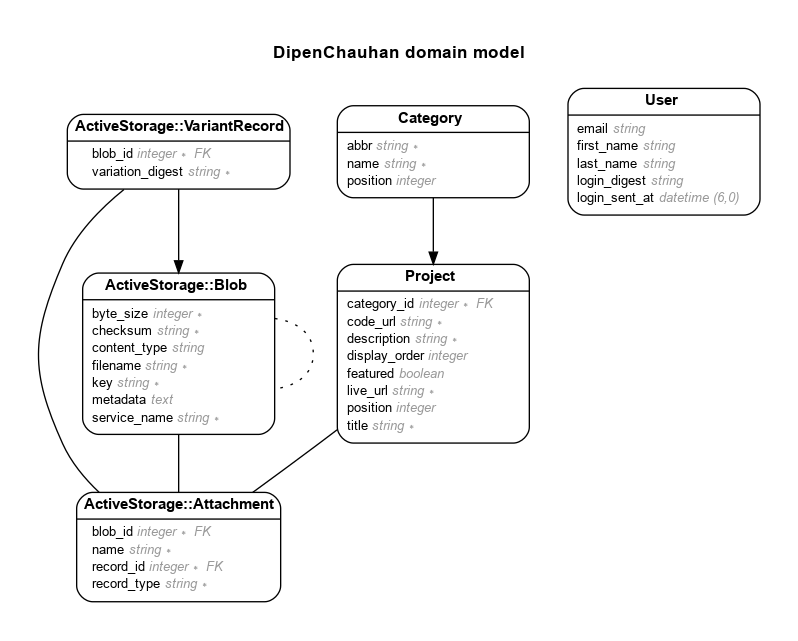 DipenChauhan domain model
ActiveStorage::VariantRecord
blob_id integer * FK
variation_digest string *
Category
abbr string *
name string *
position integer
User
email string
first_name string
last_name string
login_digest string
login_sent_at datetime (6,0)
ActiveStorage::Blob
byte_size integer *
checksum string *
content_type string
filename string *
key string *
metadata text
service_name string *
Project
category_id integer * FK
code_url string *
description string *
display_order integer
featured boolean
live_url string *
position integer
title string *
ActiveStorage::Attachment
blob_id integer * FK
name string *
record_id integer * FK
record_type string *